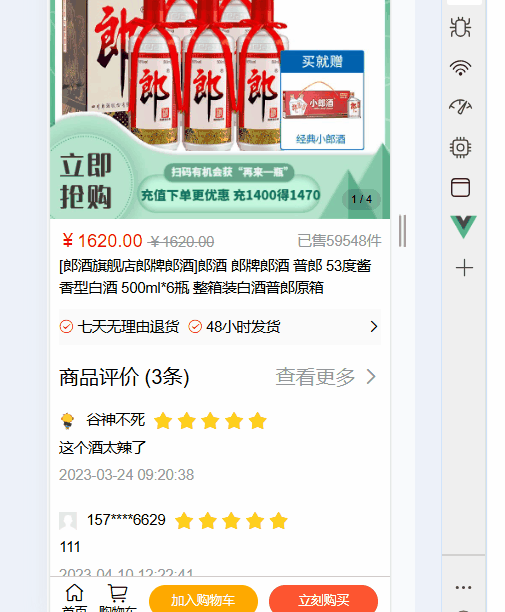 郎
郎
郎
郎
买就赠
小郎酒
经典小郎酒
立即
抢购
扫码有机会获“再来一瓶”
充值下单更优惠 充1400得1470
1 / 4
￥1620.00 ￥1620.00 已售59548件
[郎酒旗舰店郎牌郎酒]郎酒 郎牌郎酒 普郎 53度酱
香型白酒 500ml*6瓶 整箱装白酒普郎原箱
七天无理由退货 48小时发货
商品评价 (3条) 查看更多
谷神不死
这个酒太辣了
2023-03-24 09:20:38
157****6629
111
2023-04-10 12:22:41
首页 购物车 加入购物车 立刻购买